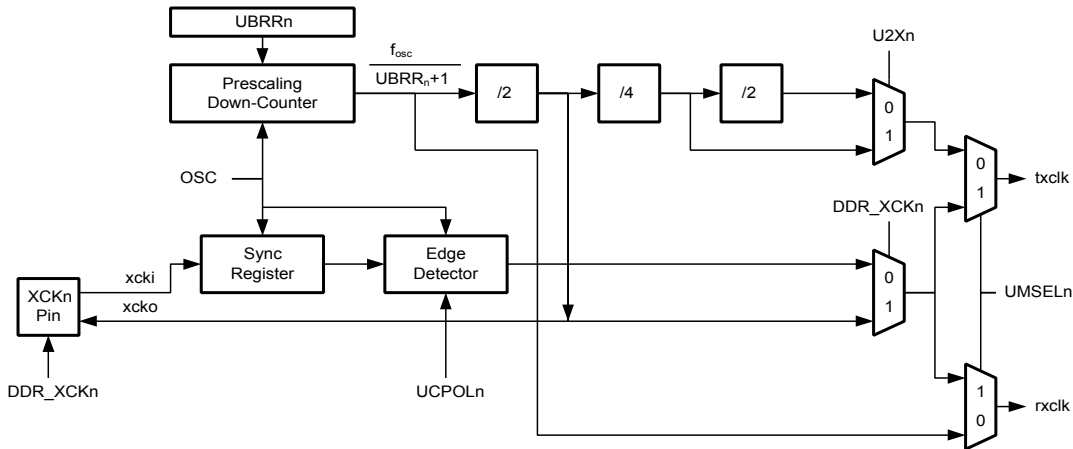 UBRRn
U2Xn
fosc
UBRRn+1
Prescaling
Down-Counter
/2
/4
/2
0
1
OSC
0
1
txclk
DDR_XCKn
Sync
Register
Edge
Detector
xcki
0
1
UMSELn
XCKn
Pin
xcko
DDR_XCKn
UCPOLn
1
0
rxclk